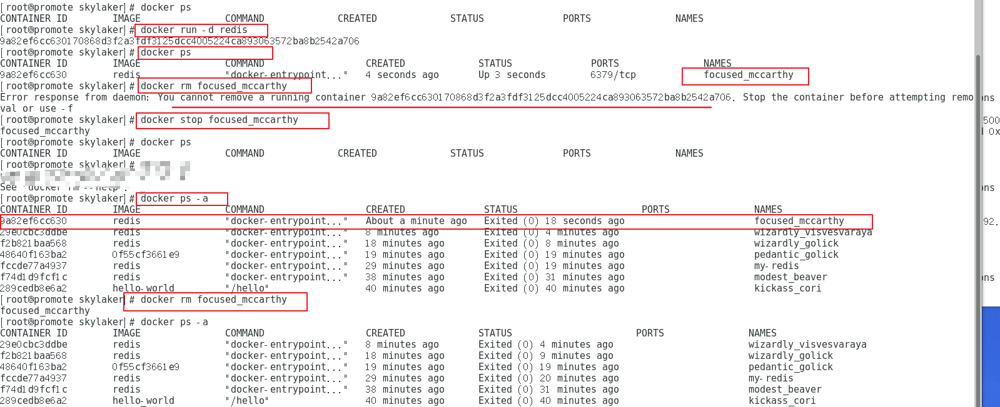 [root@promote skylaker]# docker ps
CONTAINER ID        IMAGE               COMMAND             CREATED             STATUS              PORTS               NAMES
[root@promote skylaker]# docker run -d redis
9a82ef6cc630170868d3f2a3fdf3125dcc4005224ca893063572ba8b2542a706
[root@promote skylaker]# docker ps
CONTAINER ID        IMAGE               COMMAND                  CREATED             STATUS              PORTS               NAMES
9a82ef6cc630        redis               "docker-entrypoint..."   4 seconds ago       Up 3 seconds        6379/tcp            focused_mccarthy
[root@promote skylaker]# docker rm focused_mccarthy
Error response from daemon: You cannot remove a running container 9a82ef6cc630170868d3f2a3fdf3125dcc4005224ca893063572ba8b2542a706. Stop the container before attempting remo
ons
val or use -f
[root@promote skylaker]# docker stop focused_mccarthy
500
focused_mccarthy
0x
[root@promote skylaker]# docker ps
CONTAINER ID        IMAGE               COMMAND             CREATED             STATUS              PORTS               NAMES
[root@promote skylaker]#
See 'docker rm --help'.
ons
[root@promote skylaker]# docker ps -a
CONTAINER ID        IMAGE               COMMAND                  CREATED              STATUS                      PORTS               NAMES
9a82ef6cc630        redis               "docker-entrypoint..."   About a minute ago   Exited (0) 18 seconds ago                       focused_mccarthy
92.
29e0cbc3ddbe        redis               "docker-entrypoint..."   8 minutes ago        Exited (0) 4 minutes ago                        wizardly_visvesvaraya
f2b821baa568        redis               "docker-entrypoint..."   18 minutes ago       Exited (0) 8 minutes ago                        wizardly_golick
48640f163ba2        0f55cf3661e9        "docker-entrypoint..."   19 minutes ago       Exited (0) 19 minutes ago                       pedantic_golick
fccde77a4937        redis               "docker-entrypoint..."   29 minutes ago       Exited (0) 19 minutes ago                       my-redis
f74d1d9fcf1c        redis               "docker-entrypoint..."   38 minutes ago       Exited (0) 31 minutes ago                       modest_beaver
ons
289cedb8e6a2        hello-world         "/hello"                 40 minutes ago       Exited (0) 40 minutes ago                       kickass_cori
[root@promote skylaker]# docker rm focused_mccarthy
focused_mccarthy
[root@promote skylaker]# docker ps -a
CONTAINER ID        IMAGE               COMMAND                  CREATED             STATUS                      PORTS               NAMES
29e0cbc3ddbe        redis               "docker-entrypoint..."   8 minutes ago       Exited (0) 4 minutes ago                        wizardly_visvesvaraya
f2b821baa568        redis               "docker-entrypoint..."   18 minutes ago      Exited (0) 9 minutes ago                        wizardly_golick
48640f163ba2        0f55cf3661e9        "docker-entrypoint..."   19 minutes ago      Exited (0) 19 minutes ago                       pedantic_golick
fccde77a4937        redis               "docker-entrypoint..."   29 minutes ago      Exited (0) 20 minutes ago                       my-redis
f74d1d9fcf1c        redis               "docker-entrypoint..."   38 minutes ago      Exited (0) 31 minutes ago                       modest_beaver
289cedb8e6a2        hello-world         "/hello"                 40 minutes ago      Exited (0) 40 minutes ago                       kickass_cori